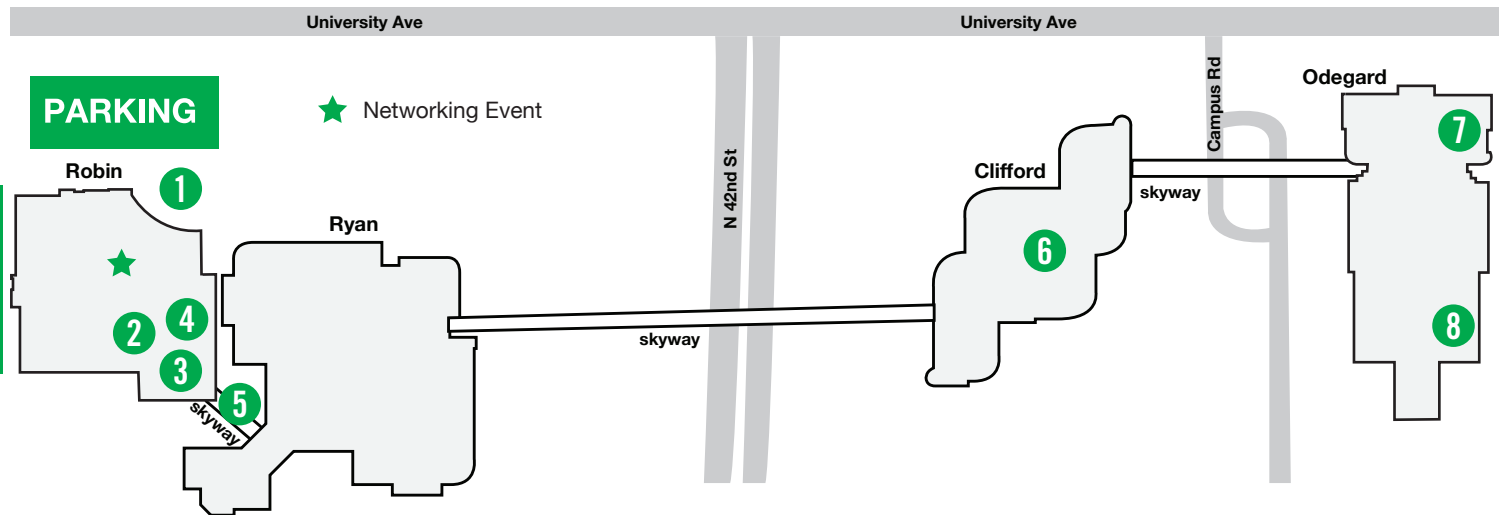 University Ave
University Ave
PARKING
Networking Event
N 42nd St
Campus Rd
Odegard
7
Robin
1
Clifford
skyway
Ryan
6
2
4
3
skyway
8
5
skyway